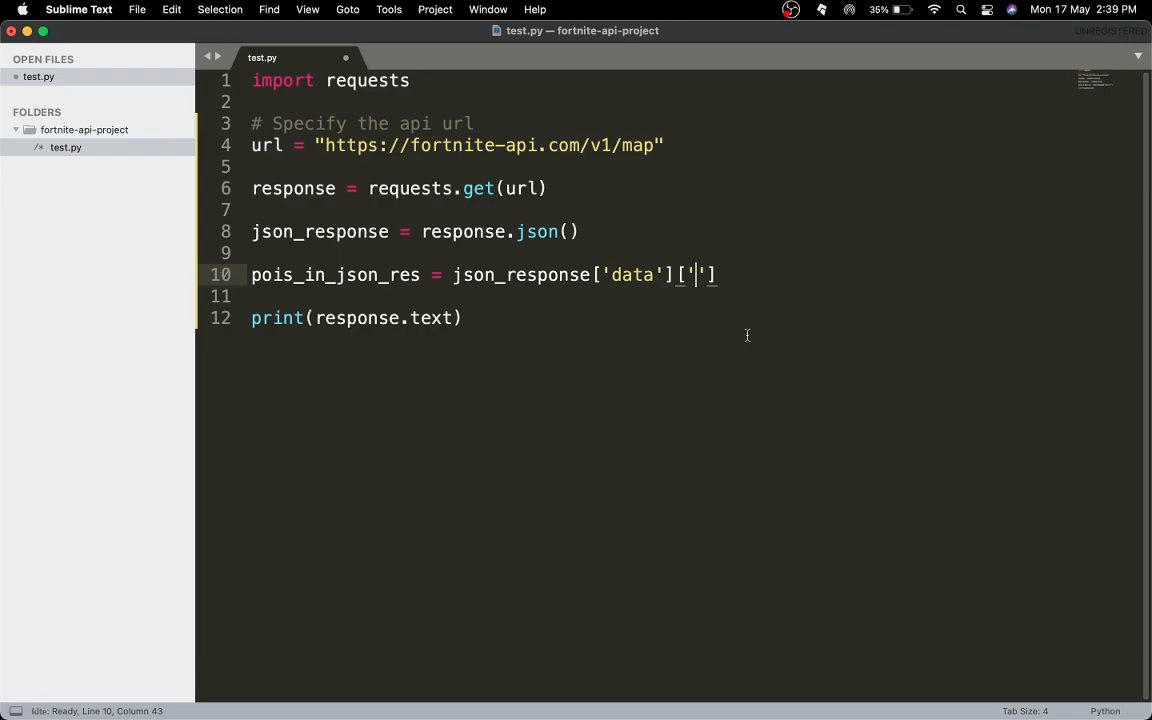 Sublime Text File Edit Selection Find View Goto Tools Project Window Help 35% Mon 17 May 2:39 PM
test.py — fortnite-api-project UNREGISTERED
OPEN FILES
test.py
FOLDERS
fortnite-api-project
/* test.py
test.py
1 import requests
2
3 # Specify the api url
4 url = "https://fortnite-api.com/v1/map"
5
6 response = requests.get(url)
7
8 json_response = response.json()
9
10 pois_in_json_res = json_response['data']['']
11
12 print(response.text)
kite: Ready, Line 10, Column 43 Tab Size: 4 Python